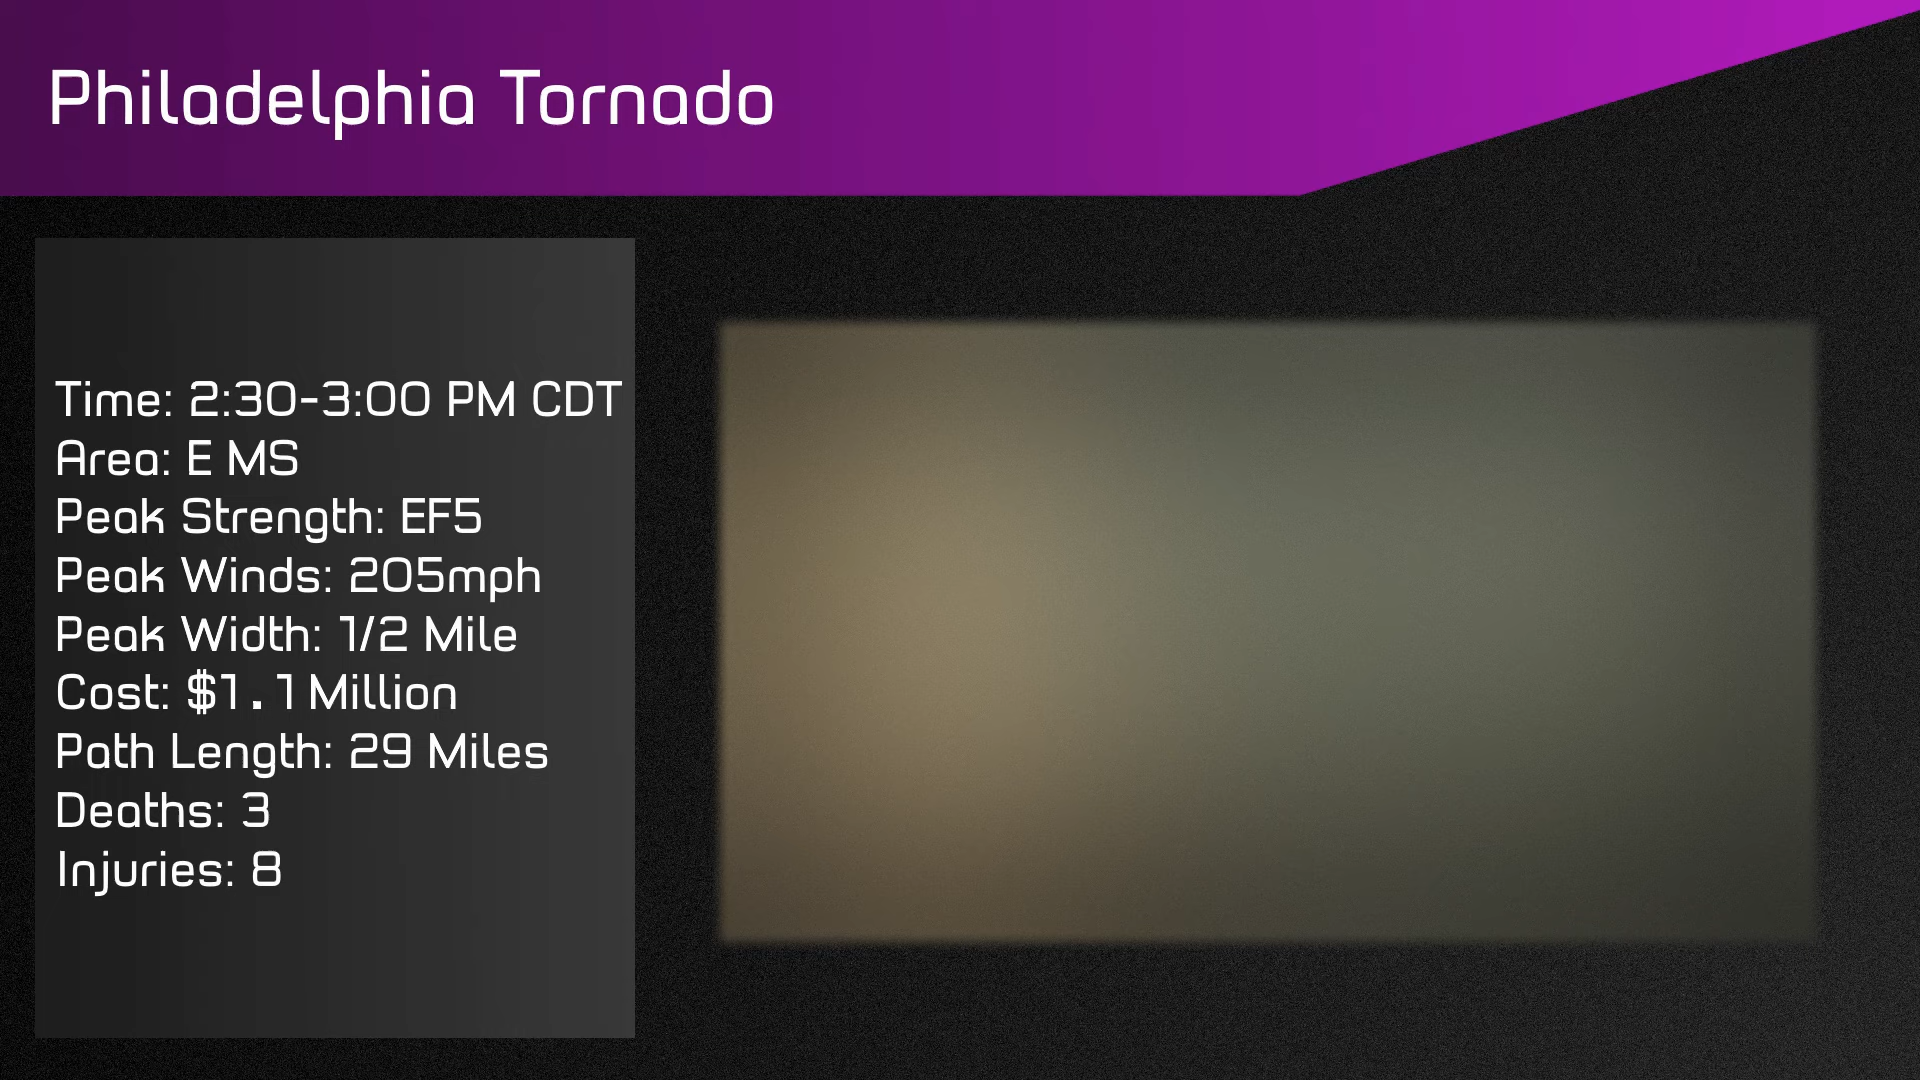 Philadelphia Tornado
Time: 2:30-3:00 PM CDT
Area: E MS
Peak Strength: EF5
Peak Winds: 205mph
Peak Width: 1/2 Mile
Cost: $1.1 Million
Path Length: 29 Miles
Deaths: 3
Injuries: 8